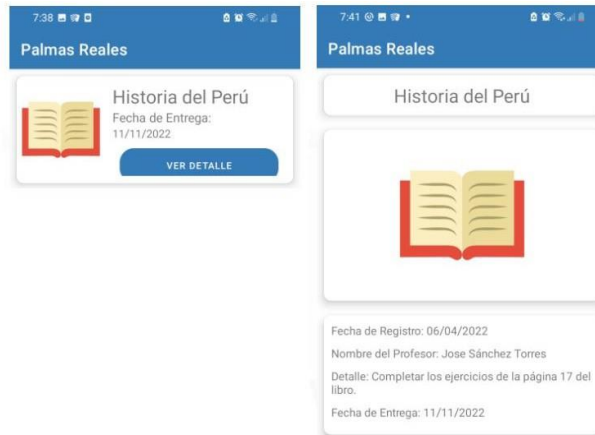 7:38
Palmas Reales
Historia del Perú
Fecha de Entrega:
11/11/2022
VER DETALLE
7:41
Palmas Reales
Historia del Perú
Fecha de Registro: 06/04/2022
Nombre del Profesor: Jose Sánchez Torres
Detalle: Completar los ejercicios de la página 17 del
libro.
Fecha de Entrega: 11/11/2022